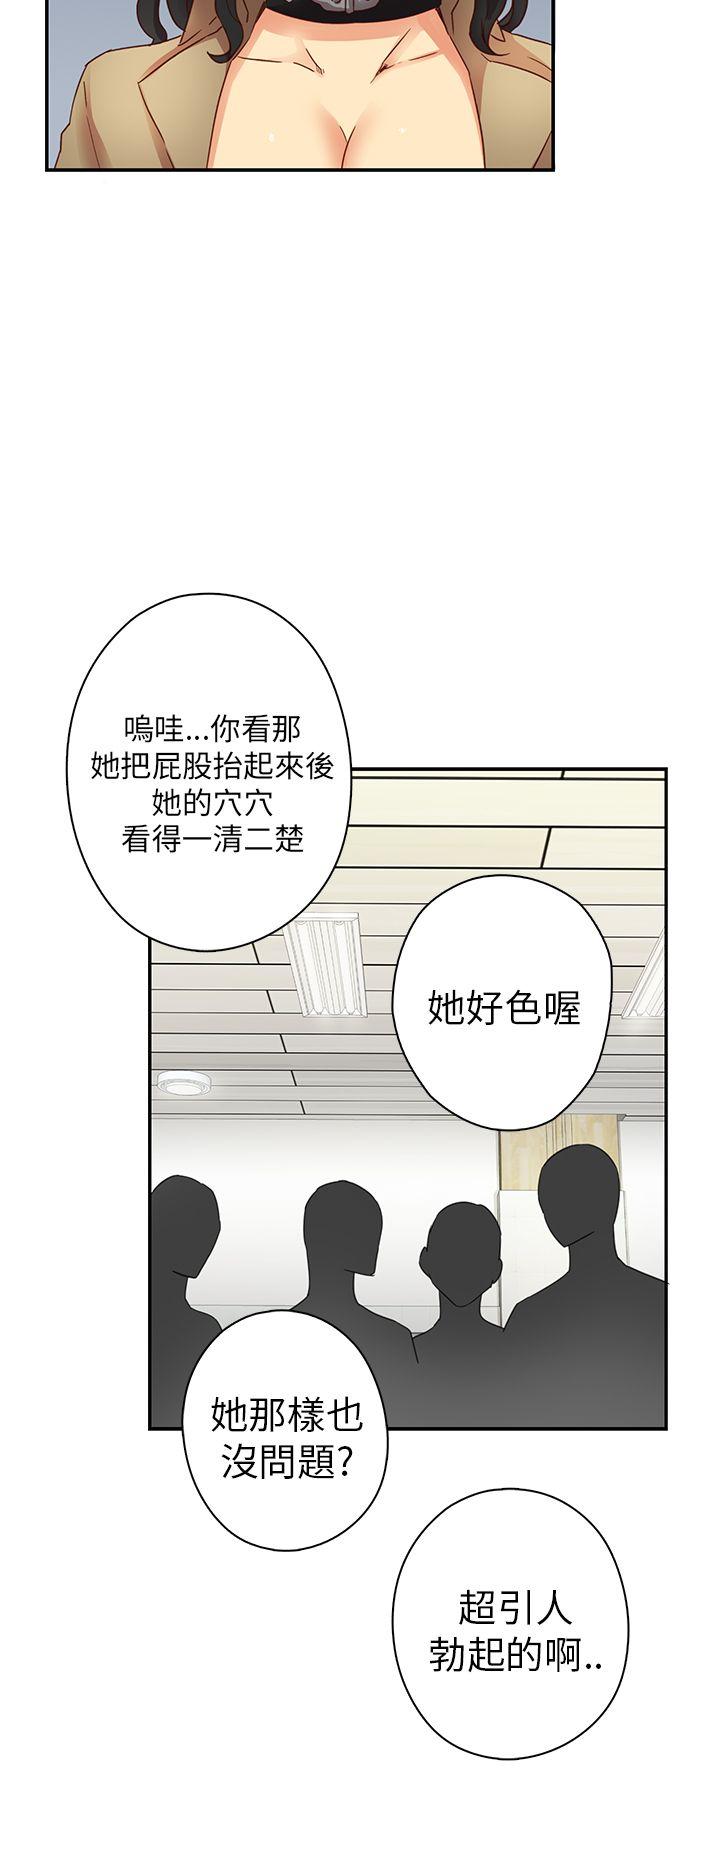 嗚哇...你看那
她把屁股抬起來後
她的穴穴
看得一清二楚
她好色喔
她那樣也
沒問題?
超引人
勃起的啊..